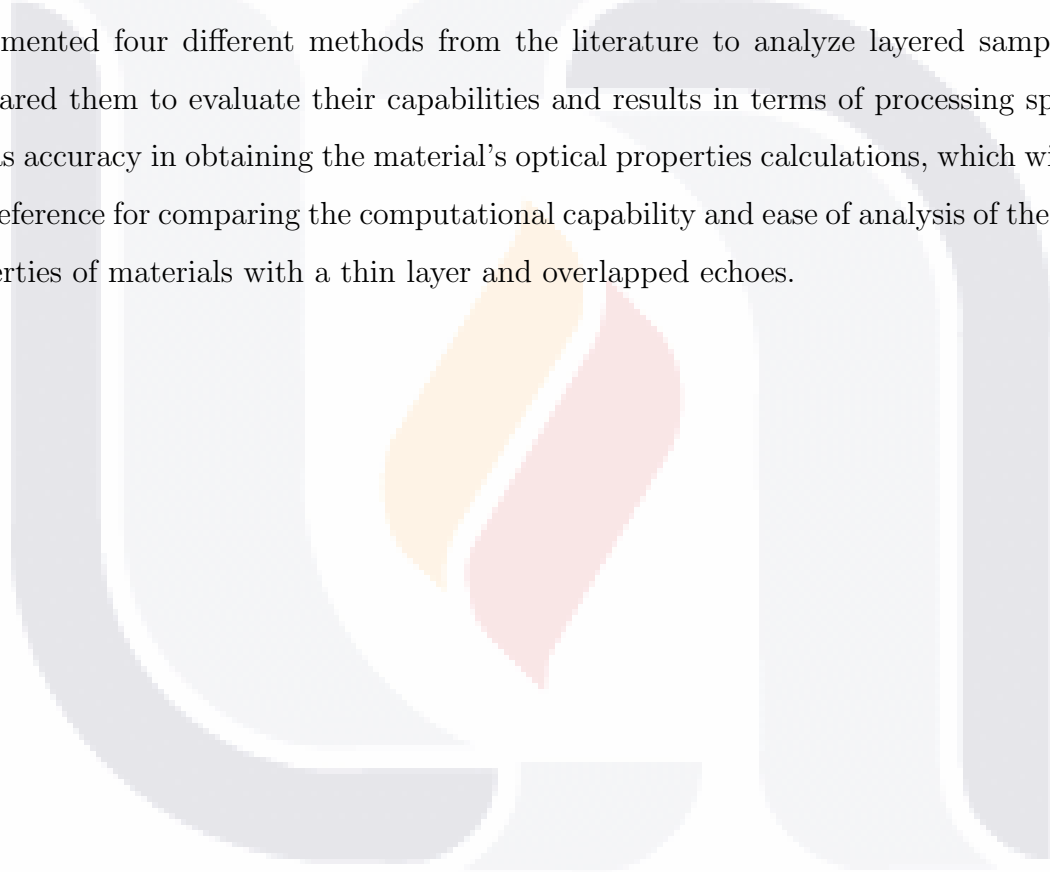 mented four different methods from the literature to analyze layered samp
ared them to evaluate their capabilities and results in terms of processing sp
s accuracy in obtaining the material's optical properties calculations, which wi
eference for comparing the computational capability and ease of analysis of the
erties of materials with a thin layer and overlapped echoes.